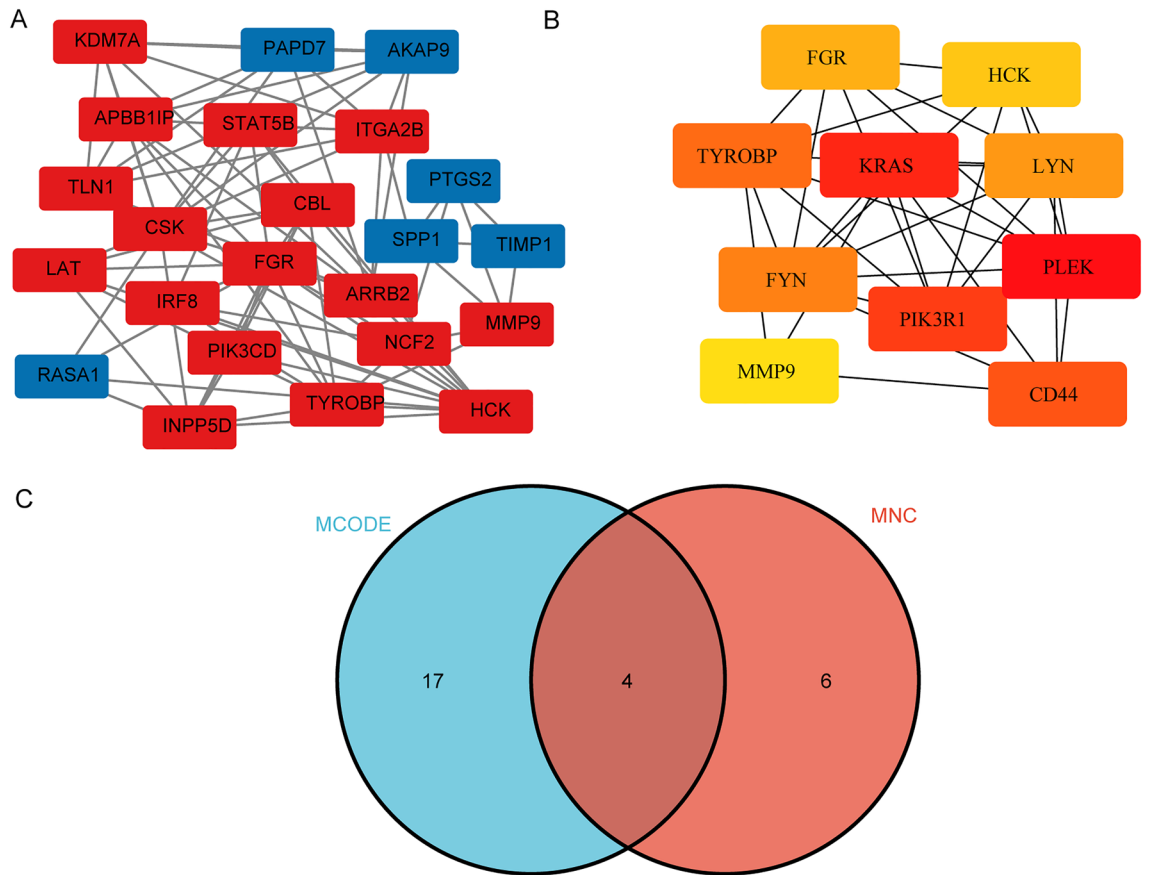 A
KDM7A
PAPD7
AKAP9
APBB1IP
STAT5B
ITGA2B
TLN1
PTGS2
CBL
CSK
SPP1
TIMP1
LAT
FGR
IRF8
ARRB2
MMP9
PIK3CD
NCF2
RASA1
TYROBP
HCK
INPP5D
B
FGR
HCK
TYROBP
KRAS
LYN
FYN
PLEK
PIK3R1
MMP9
CD44
C
MCODE
MNC
17
4
6